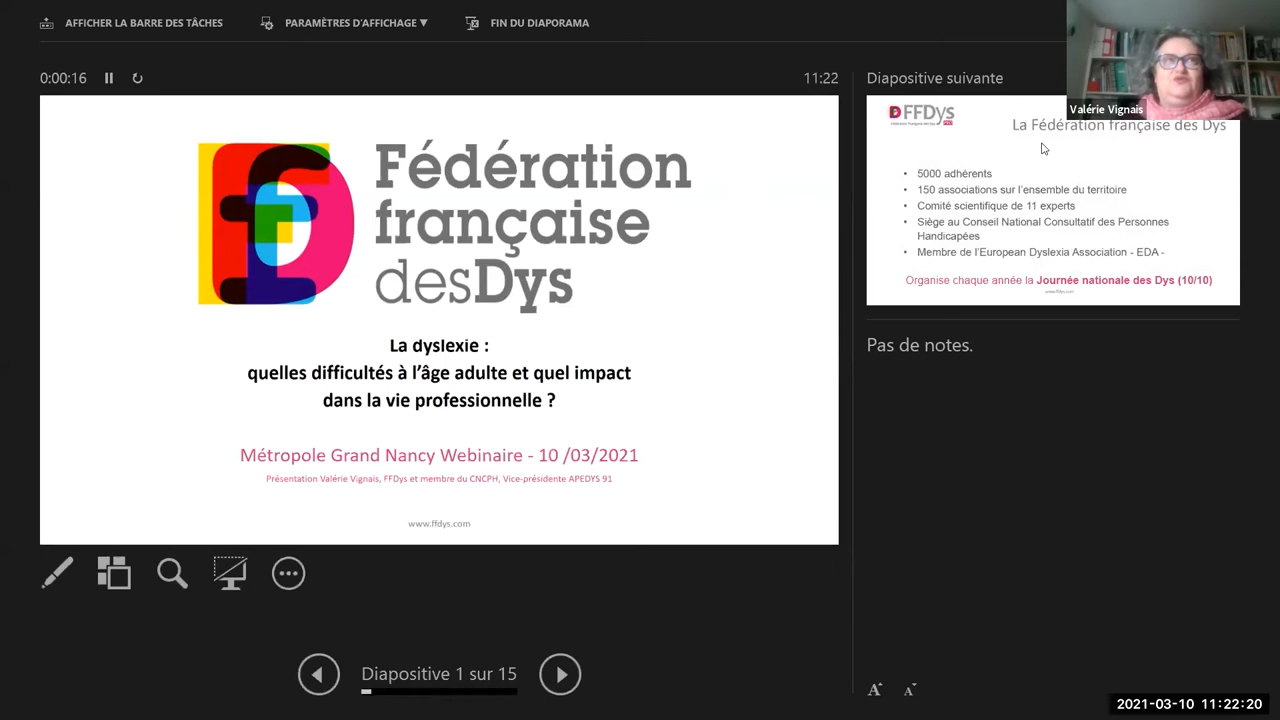 AFFICHER LA BARRE DES TÂCHES
PARAMÈTRES D'AFFICHAGE ▼
FIN DU DIAPORAMA
0:00:16
11:22
Fédération
française
desDys
La dyslexie :
quelles difficultés à l'âge adulte et quel impact
dans la vie professionnelle ?
Métropole Grand Nancy Webinaire - 10 /03/2021
Présentation Valérie Vignais, FFDys et membre du CNCPH, Vice-présidente APEDYS 91
www.ffdys.com
Diapositive 1 sur 15
Diapositive suivante
Valérie Vignais
FFDys
La Fédération française des Dys
• 5000 adhérents
• 150 associations sur l'ensemble du territoire
• Comité scientifique de 11 experts
• Siège au Conseil National Consultatif des Personnes
Handicapées
• Membre de l'European Dyslexia Association - EDA -
Organise chaque année la Journée nationale des Dys (10/10)
Pas de notes.
A A
2021-03-10 11:22:20